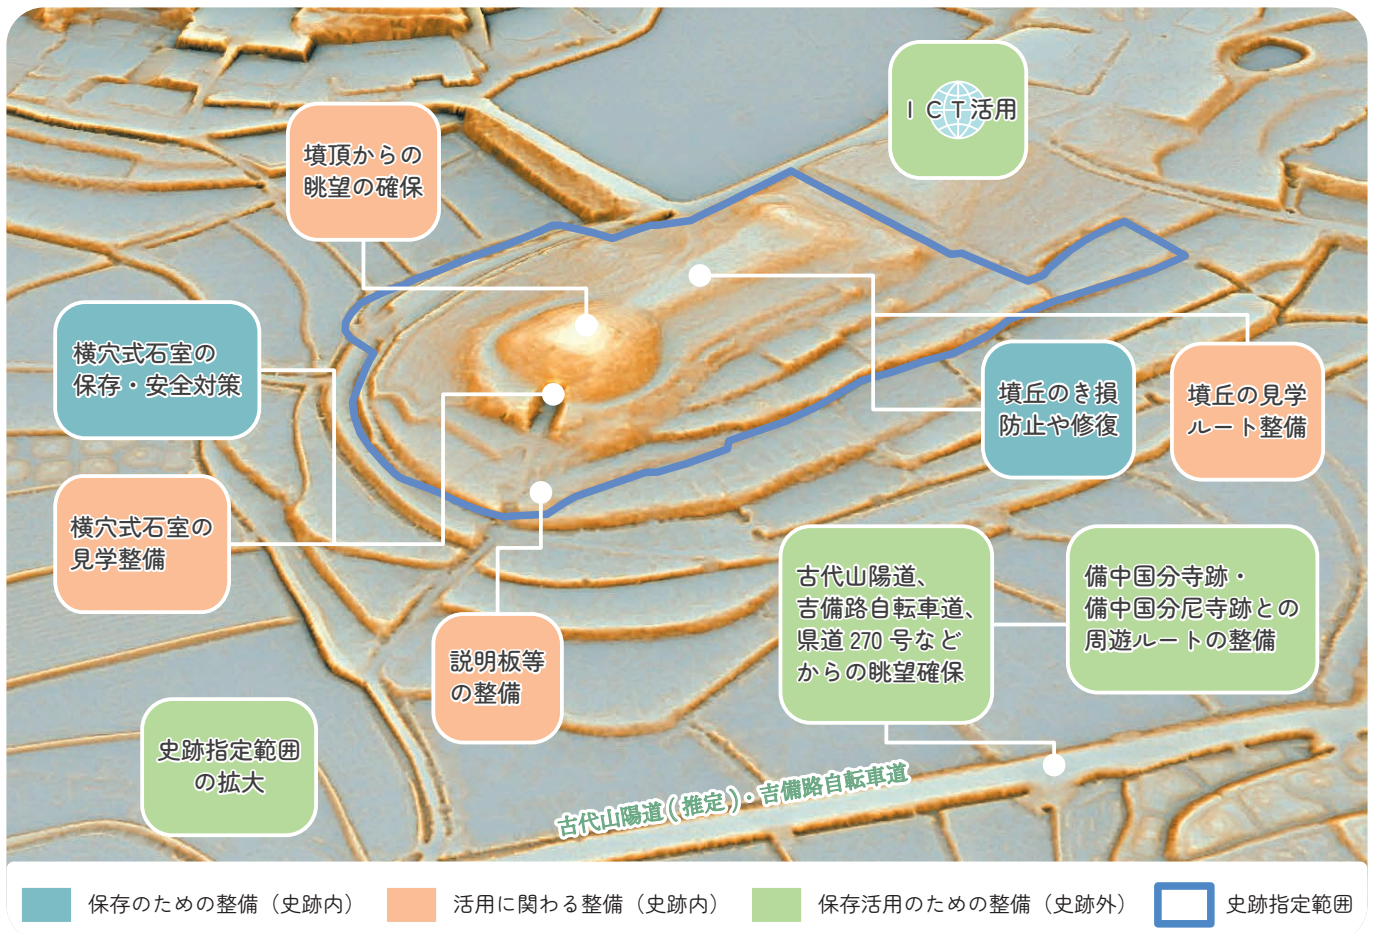 ＩＣＴ活用
墳頂からの
眺望の確保
横穴式石室の
保存・安全対策
墳丘のき損
防止や修復
墳丘の見学
ルート整備
横穴式石室の
見学整備
古代山陽道、
吉備路自転車道、
県道 270 号など
からの眺望確保
備中国分寺跡・
備中国分尼寺跡との
周遊ルートの整備
説明板等
の整備
史跡指定範囲
の拡大
古代山陽道(推定)・吉備路自転車道
保存のための整備（史跡内）
活用に関わる整備（史跡内）
保存活用のための整備（史跡外）
史跡指定範囲